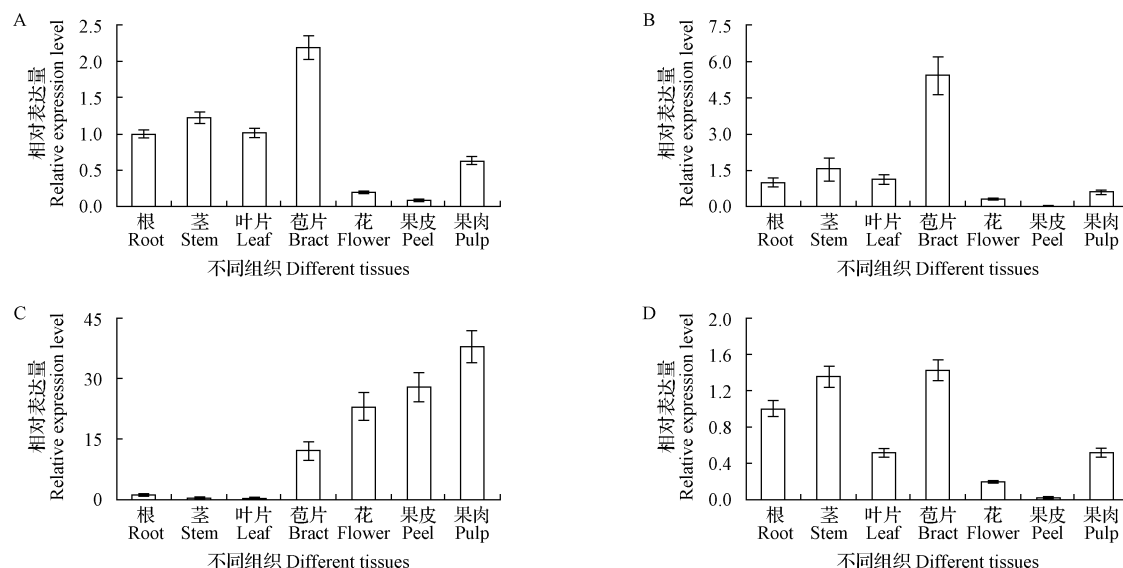 A
相对表达量
Relative expression level
2.5
2.0
1.5
1.0
0.5
0.0
根 茎 叶片 苞片 花 果皮 果肉
Root Stem Leaf Bract Flower Peel Pulp
不同组织 Different tissues
B
相对表达量
Relative expression level
7.5
6.0
4.5
3.0
1.5
0.0
根 茎 叶片 苞片 花 果皮 果肉
Root Stem Leaf Bract Flower Peel Pulp
不同组织 Different tissues
C
相对表达量
Relative expression level
45
30
15
0
根 茎 叶片 苞片 花 果皮 果肉
Root Stem Leaf Bract Flower Peel Pulp
不同组织 Different tissues
D
相对表达量
Relative expression level
2.0
1.6
1.2
0.8
0.4
0.0
根 茎 叶片 苞片 花 果皮 果肉
Root Stem Leaf Bract Flower Peel Pulp
不同组织 Different tissues